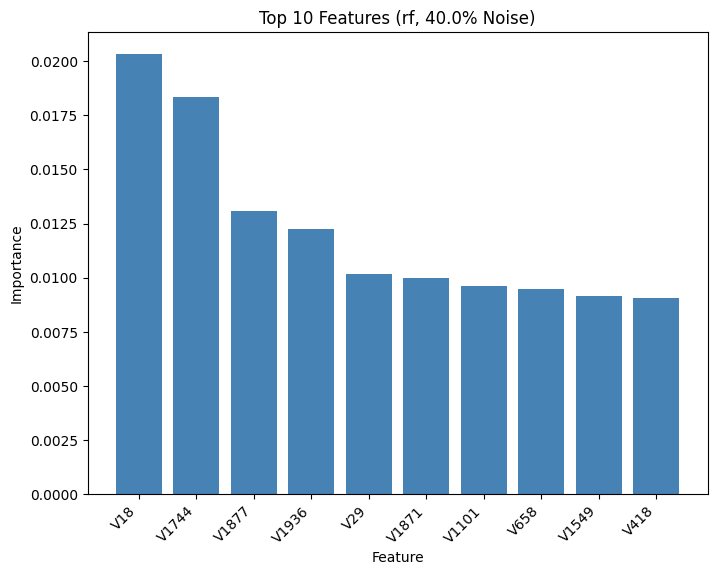 Top 10 Features (rf, 40.0% Noise)
Importance
0.0200
0.0175
0.0150
0.0125
0.0100
0.0075
0.0050
0.0025
0.0000
V18
V1744
V1877
V1936
V29
V1871
V1101
V658
V1549
V418
Feature